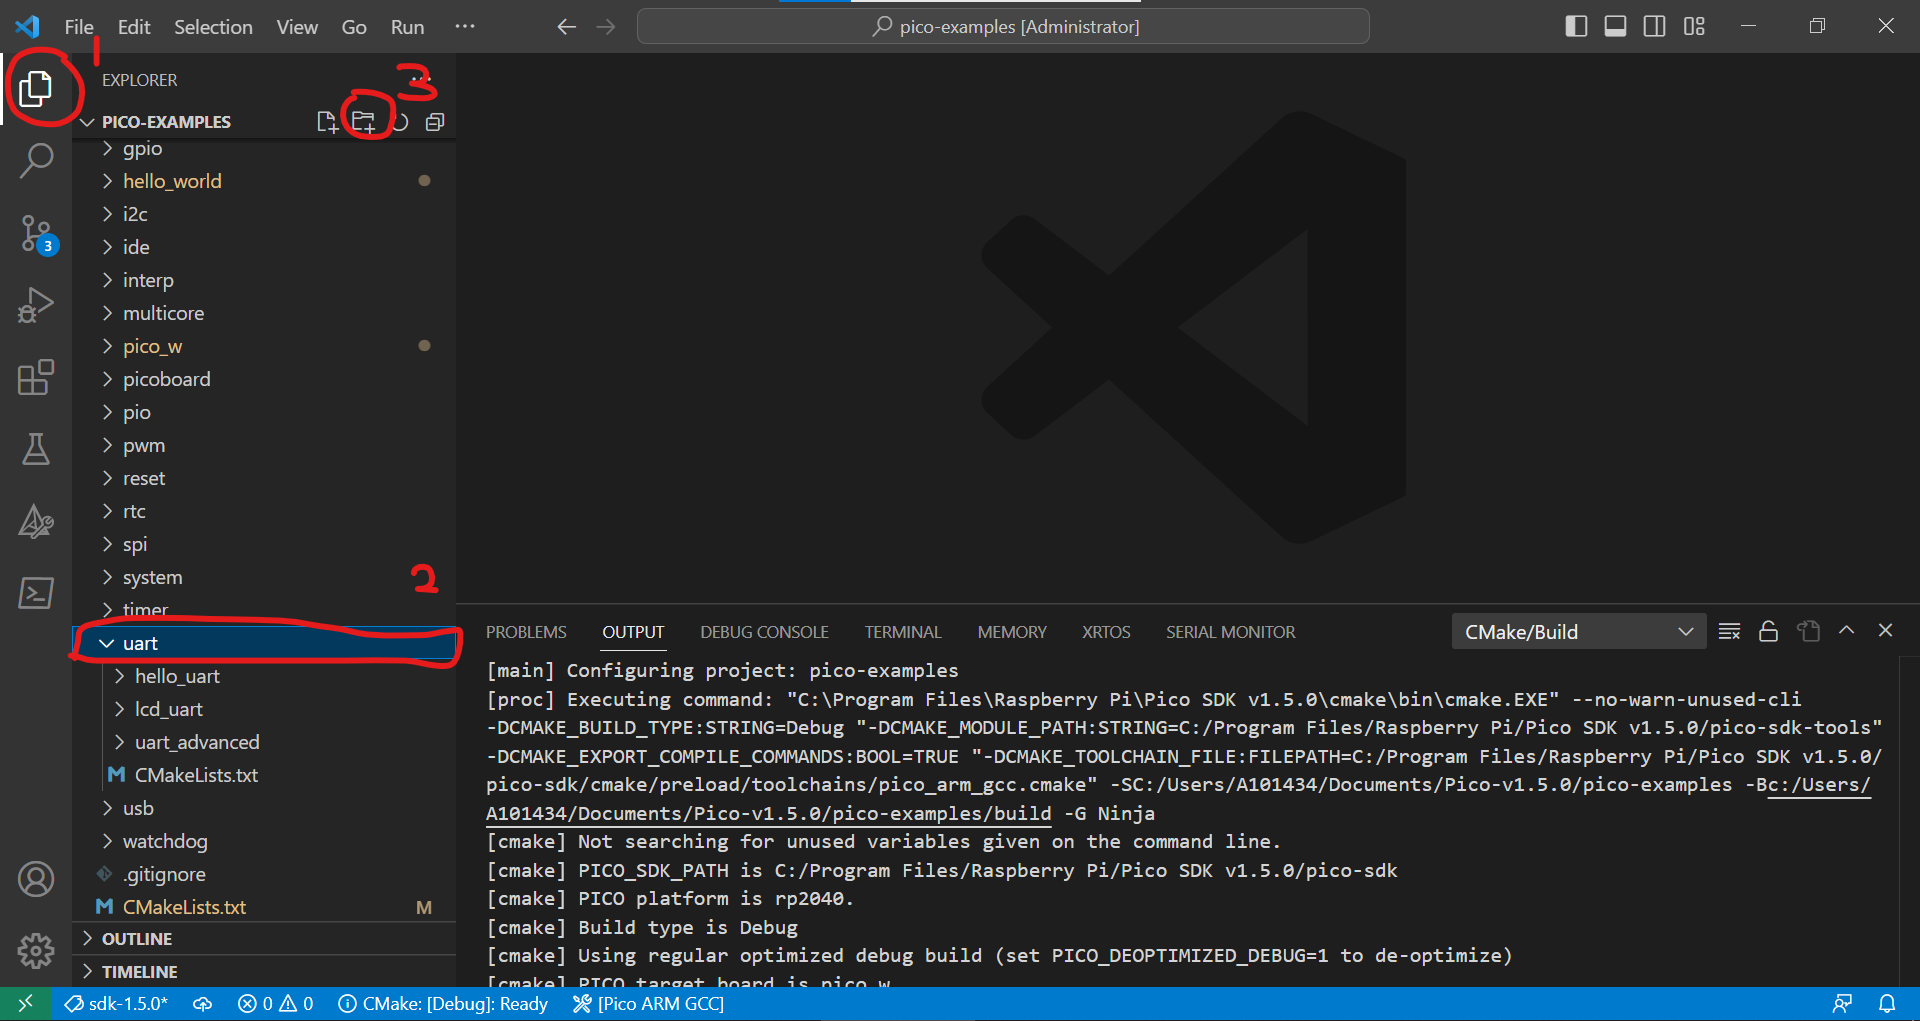 File Edit Selection View Go Run ···
pico-examples [Administrator]
1
3
EXPLORER
PICO-EXAMPLES
gpio
hello_world
i2c
ide
interp
multicore
pico_w
picoboard
pio
pwm
reset
rtc
spi
system
2
timer
uart
hello_uart
lcd_uart
uart_advanced
CMakeLists.txt
usb
watchdog
.gitignore
CMakeLists.txt M
OUTLINE
TIMELINE
3
PROBLEMS OUTPUT DEBUG CONSOLE TERMINAL MEMORY XRTOS SERIAL MONITOR
CMake/Build
[main] Configuring project: pico-examples
[proc] Executing command: "C:\Program Files\Raspberry Pi\Pico SDK v1.5.0\cmake\bin\cmake.EXE" --no-warn-unused-cli
-DCMAKE_BUILD_TYPE:STRING=Debug "-DCMAKE_MODULE_PATH:STRING=C:/Program Files/Raspberry Pi/Pico SDK v1.5.0/pico-sdk-tools"
-DCMAKE_EXPORT_COMPILE_COMMANDS:BOOL=TRUE "-DCMAKE_TOOLCHAIN_FILE:FILEPATH=C:/Program Files/Raspberry Pi/Pico SDK v1.5.0/
pico-sdk/cmake/preload/toolchains/pico_arm_gcc.cmake" -SC:/Users/A101434/Documents/Pico-v1.5.0/pico-examples -Bc:/Users/
A101434/Documents/Pico-v1.5.0/pico-examples/build -G Ninja
[cmake] Not searching for unused variables given on the command line.
[cmake] PICO_SDK_PATH is C:/Program Files/Raspberry Pi/Pico SDK v1.5.0/pico-sdk
[cmake] PICO platform is rp2040.
[cmake] Build type is Debug
[cmake] Using regular optimized debug build (set PICO_DEOPTIMIZED_DEBUG=1 to de-optimize)
[cmake] PICO target board is pico_w.
sdk-1.5.0* 0 0 CMake: [Debug]: Ready [Pico ARM GCC]